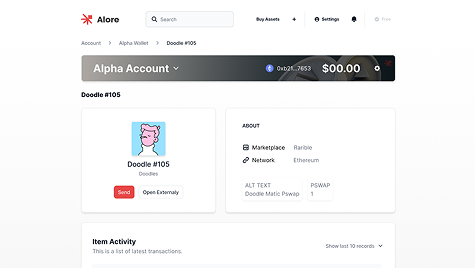 Alore
Search
Buy Assets
Settings
Free
Account > Alpha Wallet > Doodle #105
Alpha Account
0xb21...7653
$00.00
Doodle #105
Doodle #105
Doodles
Send
Open Externaly
ABOUT
Marketplace Rarible
Network Ethereum
ALT TEXT PSWAP
Doodle Matic Pswap 1
Item Activity
This is a list of latest transactions.
Show last 10 records